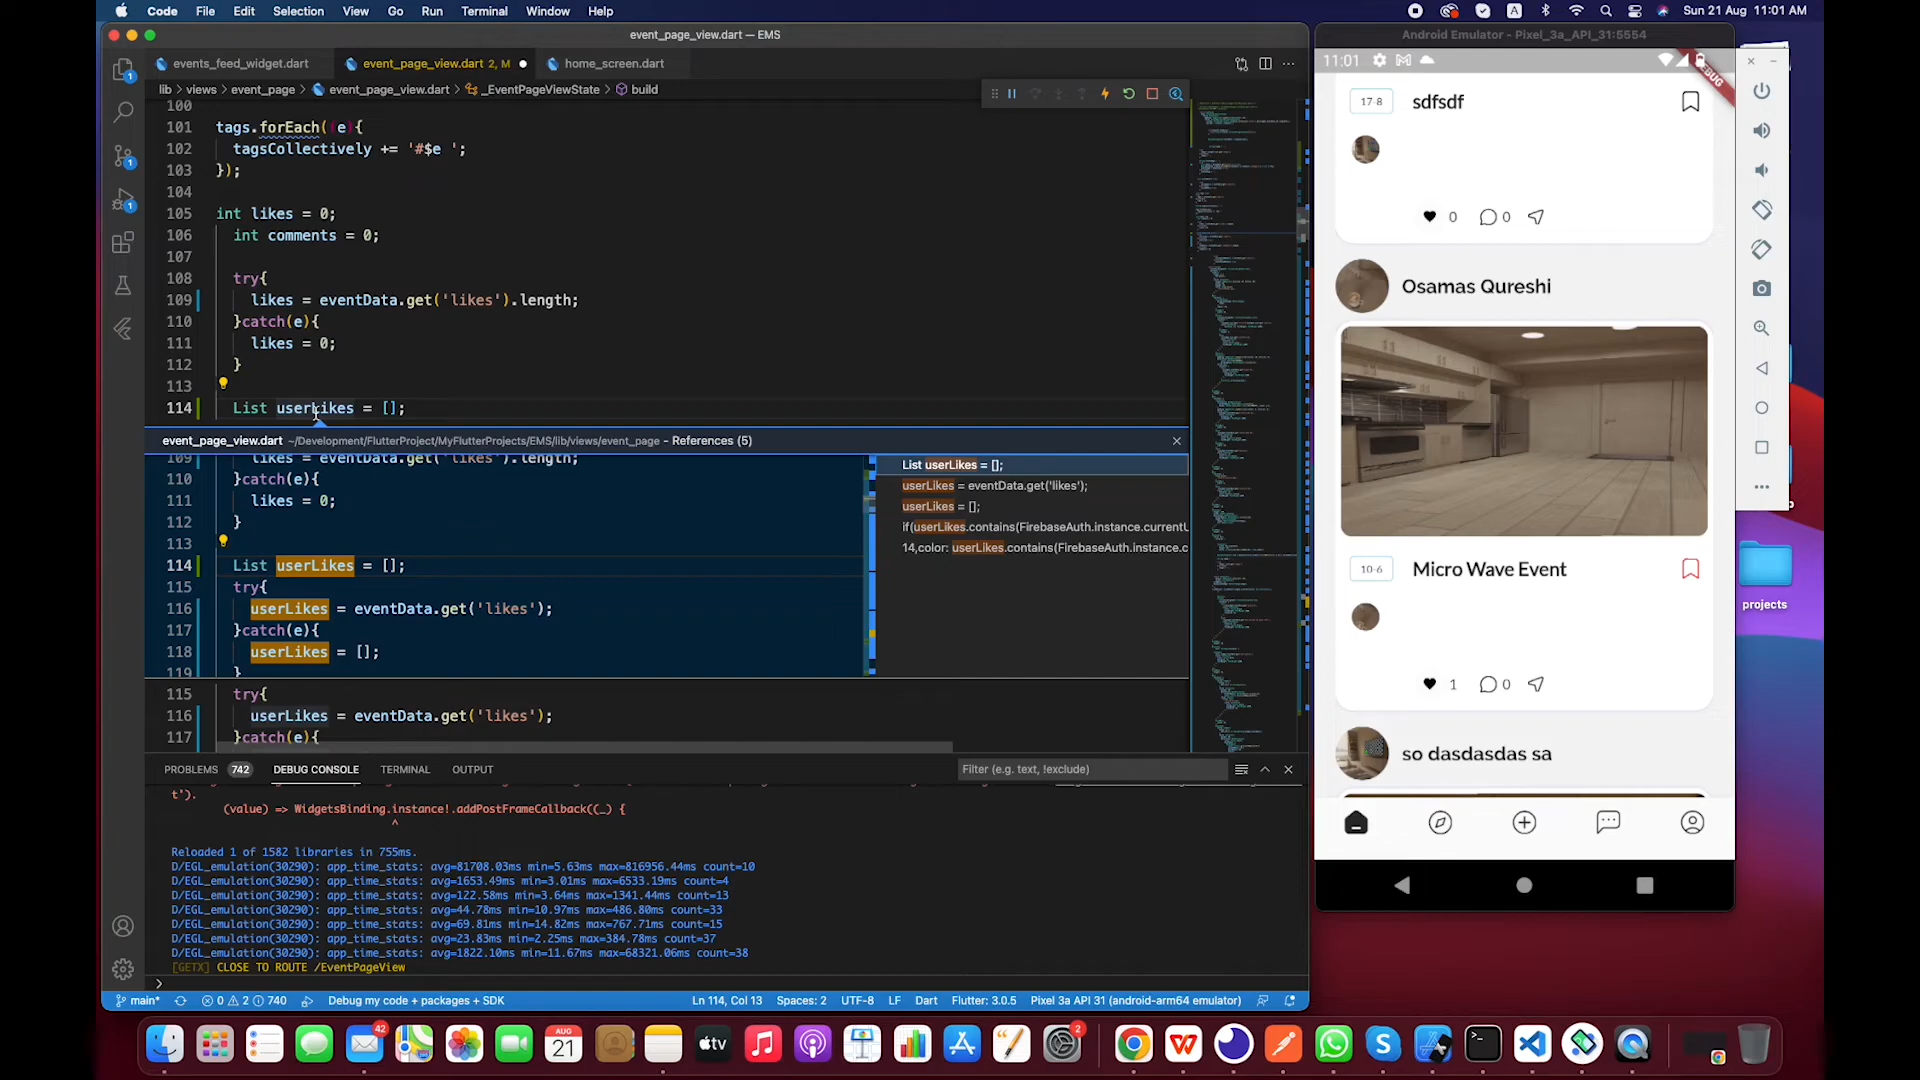 Code File Edit Selection View Go Run Terminal Window Help
A
Sun 21 Aug 11:01 AM
event_page_view.dart — EMS
events_feed_widget.dart
event_page_view.dart 2, M
home_screen.dart
lib > views > event_page > event_page_view.dart > _EventPageViewState > build
100
101 tags.forEach((e){
102 tagsCollectively += '#$e ';
103 });
104
105 int likes = 0;
106 int comments = 0;
107
108 try{
109 likes = eventData.get('likes').length;
110 }catch(e){
111 likes = 0;
112 }
113
114 List userLikes = [];
event_page_view.dart ~/Development/FlutterProject/MyFlutterProjects/EMS/lib/views/event_page - References (5)
109 likes = eventData.get('likes').length;
110 }catch(e){
111 likes = 0;
112 }
113
114 List userLikes = [];
115 try{
116 userLikes = eventData.get('likes');
117 }catch(e){
118 userLikes = [];
119 }
List userLikes = [];
userLikes = eventData.get('likes');
userLikes = [];
if(userLikes.contains(FirebaseAuth.instance.currentU
14,color: userLikes.contains(FirebaseAuth.instance.c
115 try{
116 userLikes = eventData.get('likes');
117 }catch(e){
PROBLEMS 742 DEBUG CONSOLE TERMINAL OUTPUT
Filter (e.g. text, !exclude)
t').
(value) => WidgetsBinding.instance!.addPostFrameCallback((_) {
^
Reloaded 1 of 1582 libraries in 755ms.
D/EGL_emulation(30290): app_time_stats: avg=81708.03ms min=5.63ms max=816956.44ms count=10
D/EGL_emulation(30290): app_time_stats: avg=1653.49ms min=3.01ms max=6533.19ms count=4
D/EGL_emulation(30290): app_time_stats: avg=122.58ms min=3.64ms max=1341.44ms count=13
D/EGL_emulation(30290): app_time_stats: avg=44.78ms min=10.97ms max=486.80ms count=33
D/EGL_emulation(30290): app_time_stats: avg=69.81ms min=14.82ms max=767.71ms count=15
D/EGL_emulation(30290): app_time_stats: avg=23.83ms min=2.25ms max=384.78ms count=37
D/EGL_emulation(30290): app_time_stats: avg=1822.10ms min=11.67ms max=68321.06ms count=38
[GETX] CLOSE TO ROUTE /EventPageView
main* 0 2 740 Debug my code + packages + SDK
Ln 114, Col 13 Spaces: 2 UTF-8 LF Dart Flutter: 3.0.5 Pixel 3a API 31 (android-arm64 emulator)
Android Emulator - Pixel_3a_API_31:5554
11:01
17-8 sdfsdf
0 0
Osamas Qureshi
10-6 Micro Wave Event
1 0
so dasdasdas sa
projects
42
AUG
21
tv
2